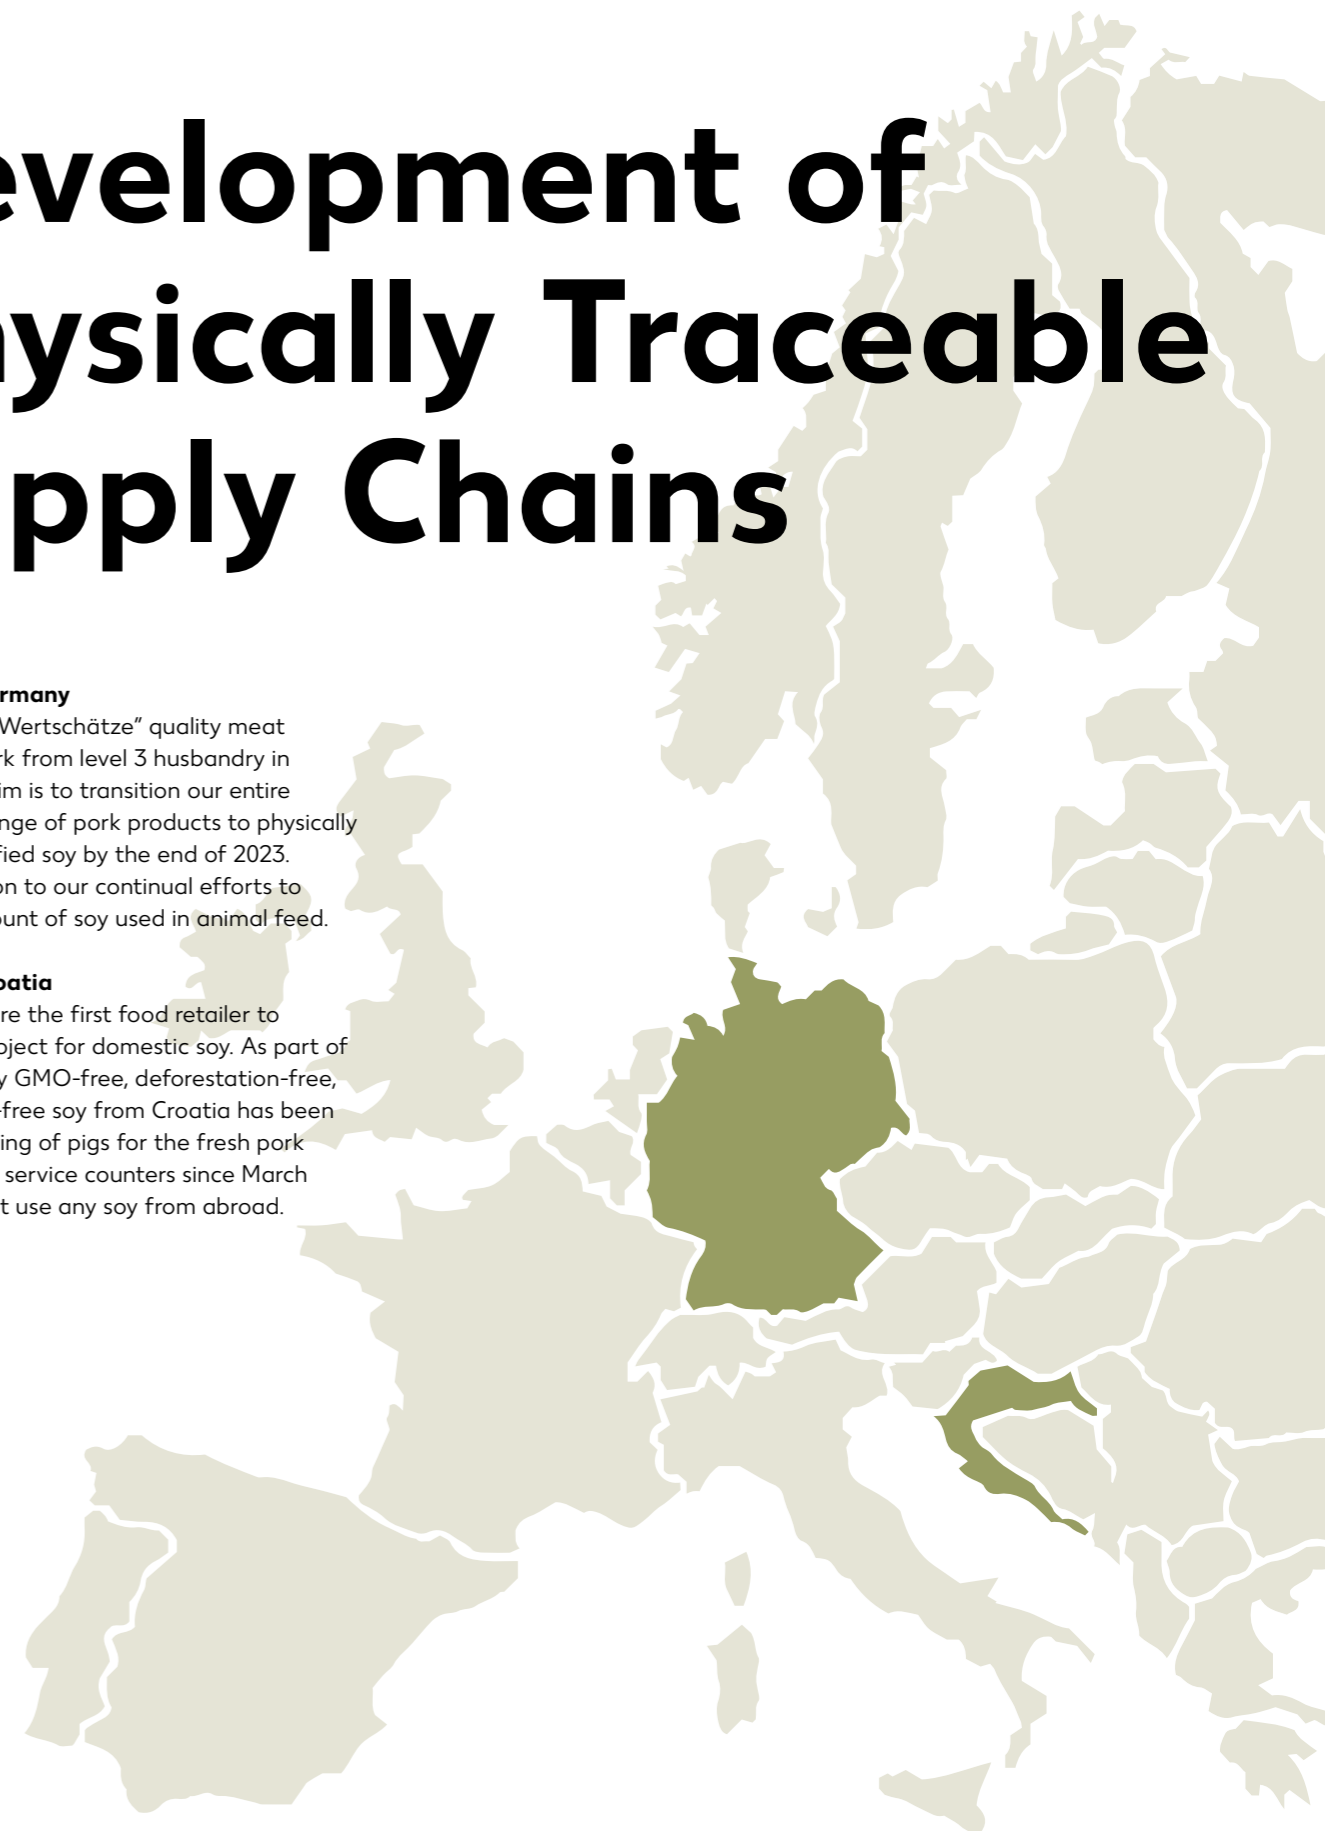 evelopment of
ysically Traceable
pply Chains
rmany
Wertschätze” quality meat
rk from level 3 husbandry in
im is to transition our entire
nge of pork products to physically
fied soy by the end of 2023.
on to our continual efforts to
unt of soy used in animal feed.
oatia
re the first food retailer to
oject for domestic soy. As part of
y GMO-free, deforestation-free,
-free soy from Croatia has been
ing of pigs for the fresh pork
service counters since March
t use any soy from abroad.